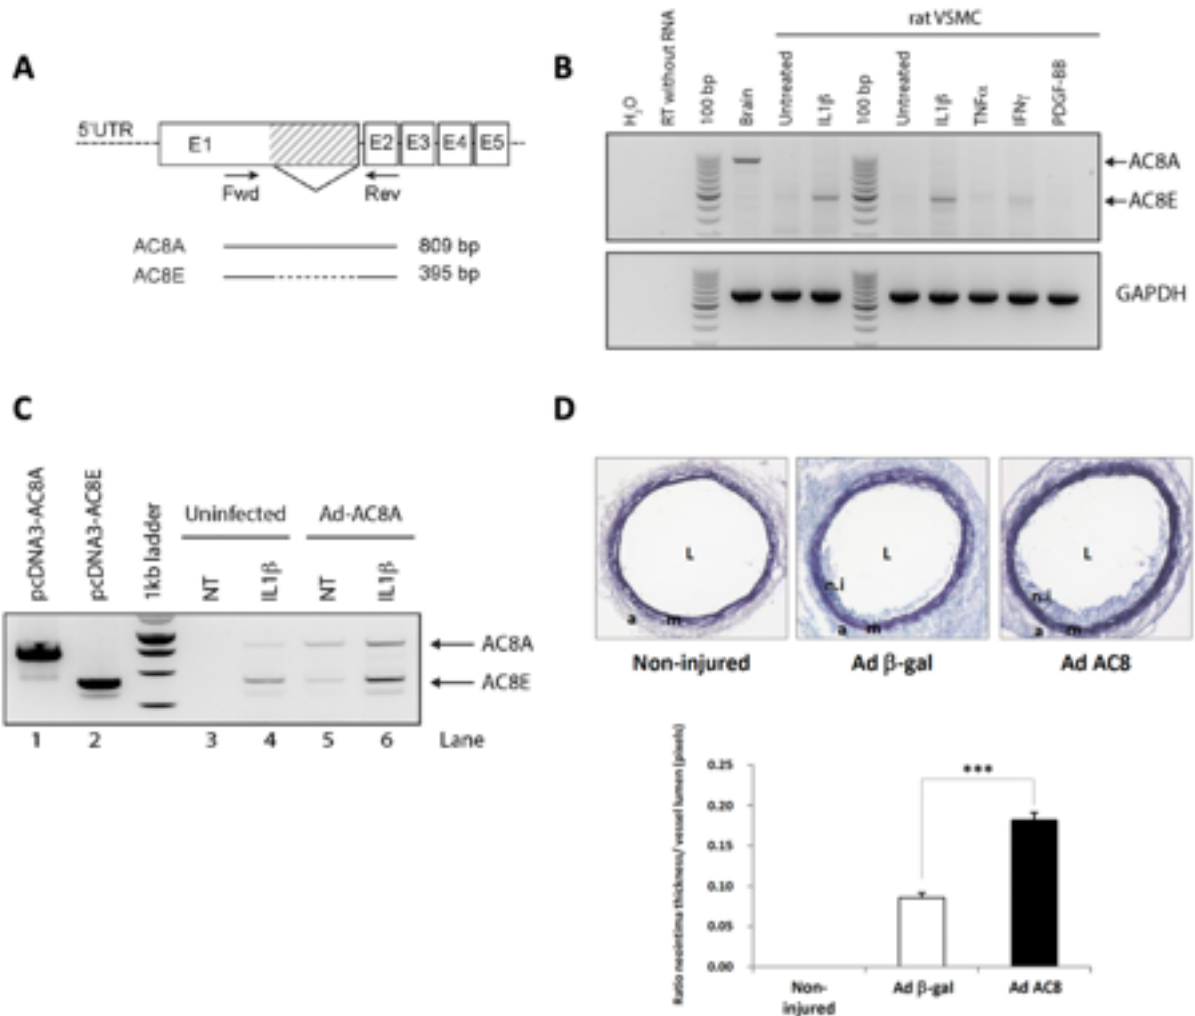 A
5'UTR
E1
E2
E3
E4
E5
Fwd
Rev
AC8A
809 bp
AC8E
395 bp
B
rat VSMC
H2O
RT without RNA
100 bp
Brain
Untreated
IL1β
100 bp
Untreated
IL1β
TNFα
IFNγ
PDGF-BB
AC8A
AC8E
GAPDH
C
pcDNA3-AC8A
pcDNA3-AC8E
1kb ladder
Uninfected
Ad-AC8A
NT
IL1β
NT
IL1β
AC8A
AC8E
1 2 3 4 5 6 Lane
D
L
a m
L
n.i
a m
L
n.i
a m
Non-injured
Ad β-gal
Ad AC8
Ratio neointima thickness/ vessel lumen (pixels)
0.25
0.20
0.15
0.10
0.05
0.00
***
Non-
injured
Ad β-gal
Ad AC8